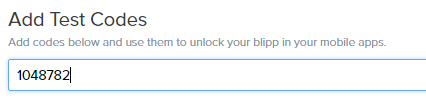 Add Test Codes
Add codes below and use them to unlock your blipp in your mobile apps.
1048782